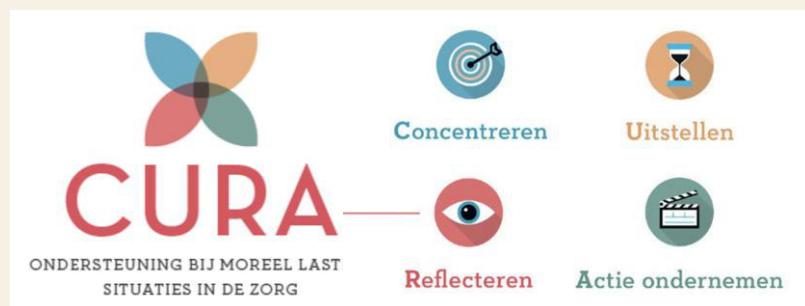 CURA
ONDERSTEUNING BIJ MOREEL LAST
SITUATIES IN DE ZORG
Concentreren
Uitstellen
Reflecteren
Actie ondernemen